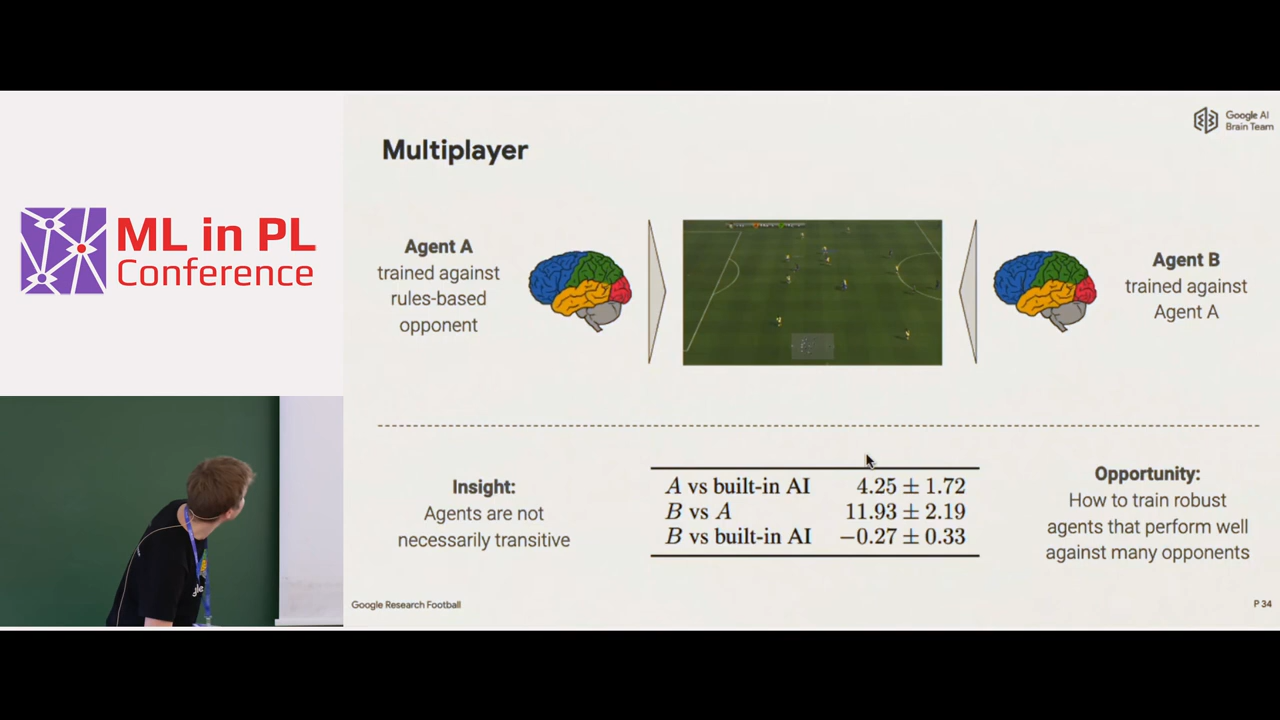 ML in PL
Conference
Google AI
Brain Team
Multiplayer
Agent A
trained against
rules-based
opponent
Agent B
trained against
Agent A
Insight:
Agents are not
necessarily transitive
A vs built-in AI 4.25 ± 1.72
B vs A 11.93 ± 2.19
B vs built-in AI −0.27 ± 0.33
Opportunity:
How to train robust
agents that perform well
against many opponents
Google Research Football
P 34